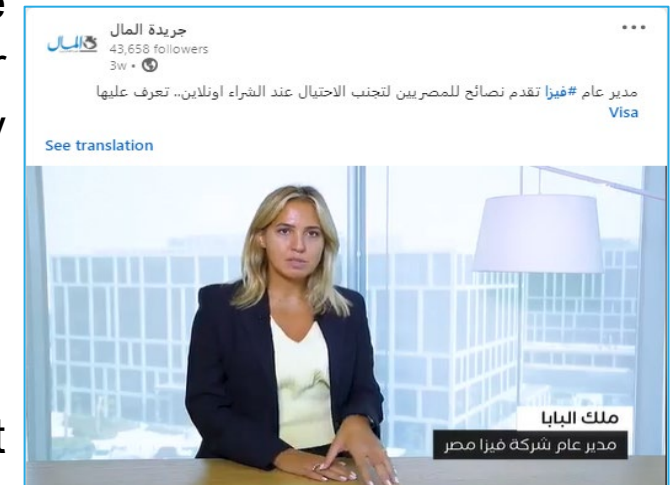 جريدة المال
المال
43,658 followers
3w •
مدير عام #فيزا تقدم نصائح للمصريين لتجنب الاحتيال عند الشراء اونلاين.. تعرف عليها
Visa
See translation
ملك البابا
مدير عام شركة فيزا مصر